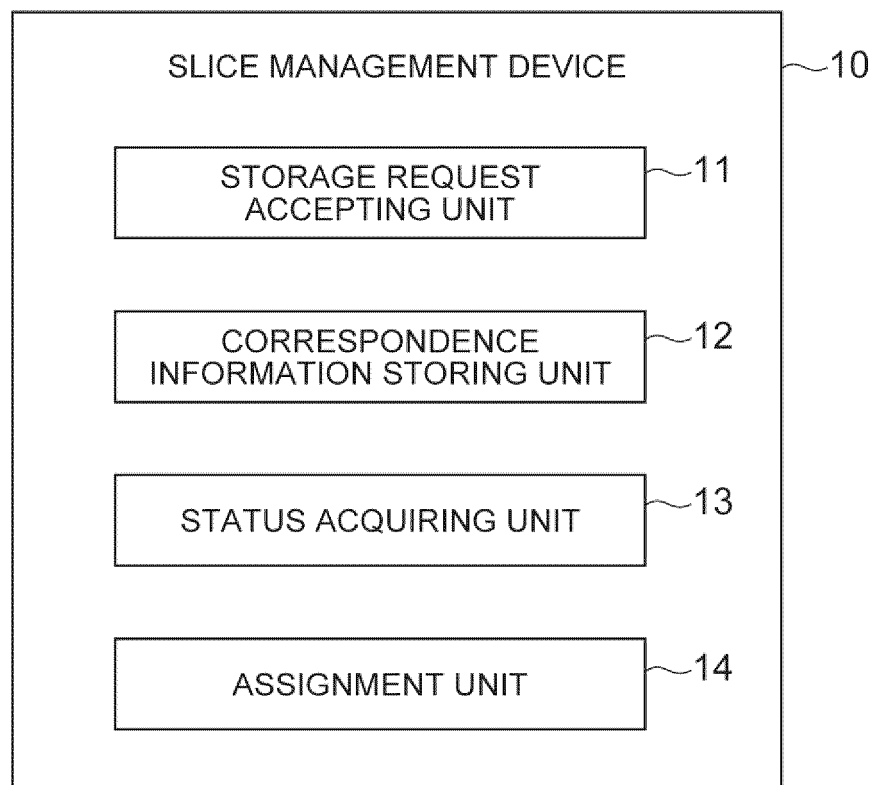 SLICE MANAGEMENT DEVICE
10
STORAGE REQUEST
ACCEPTING UNIT
11
CORRESPONDENCE
INFORMATION STORING UNIT
12
STATUS ACQUIRING UNIT
13
ASSIGNMENT UNIT
14